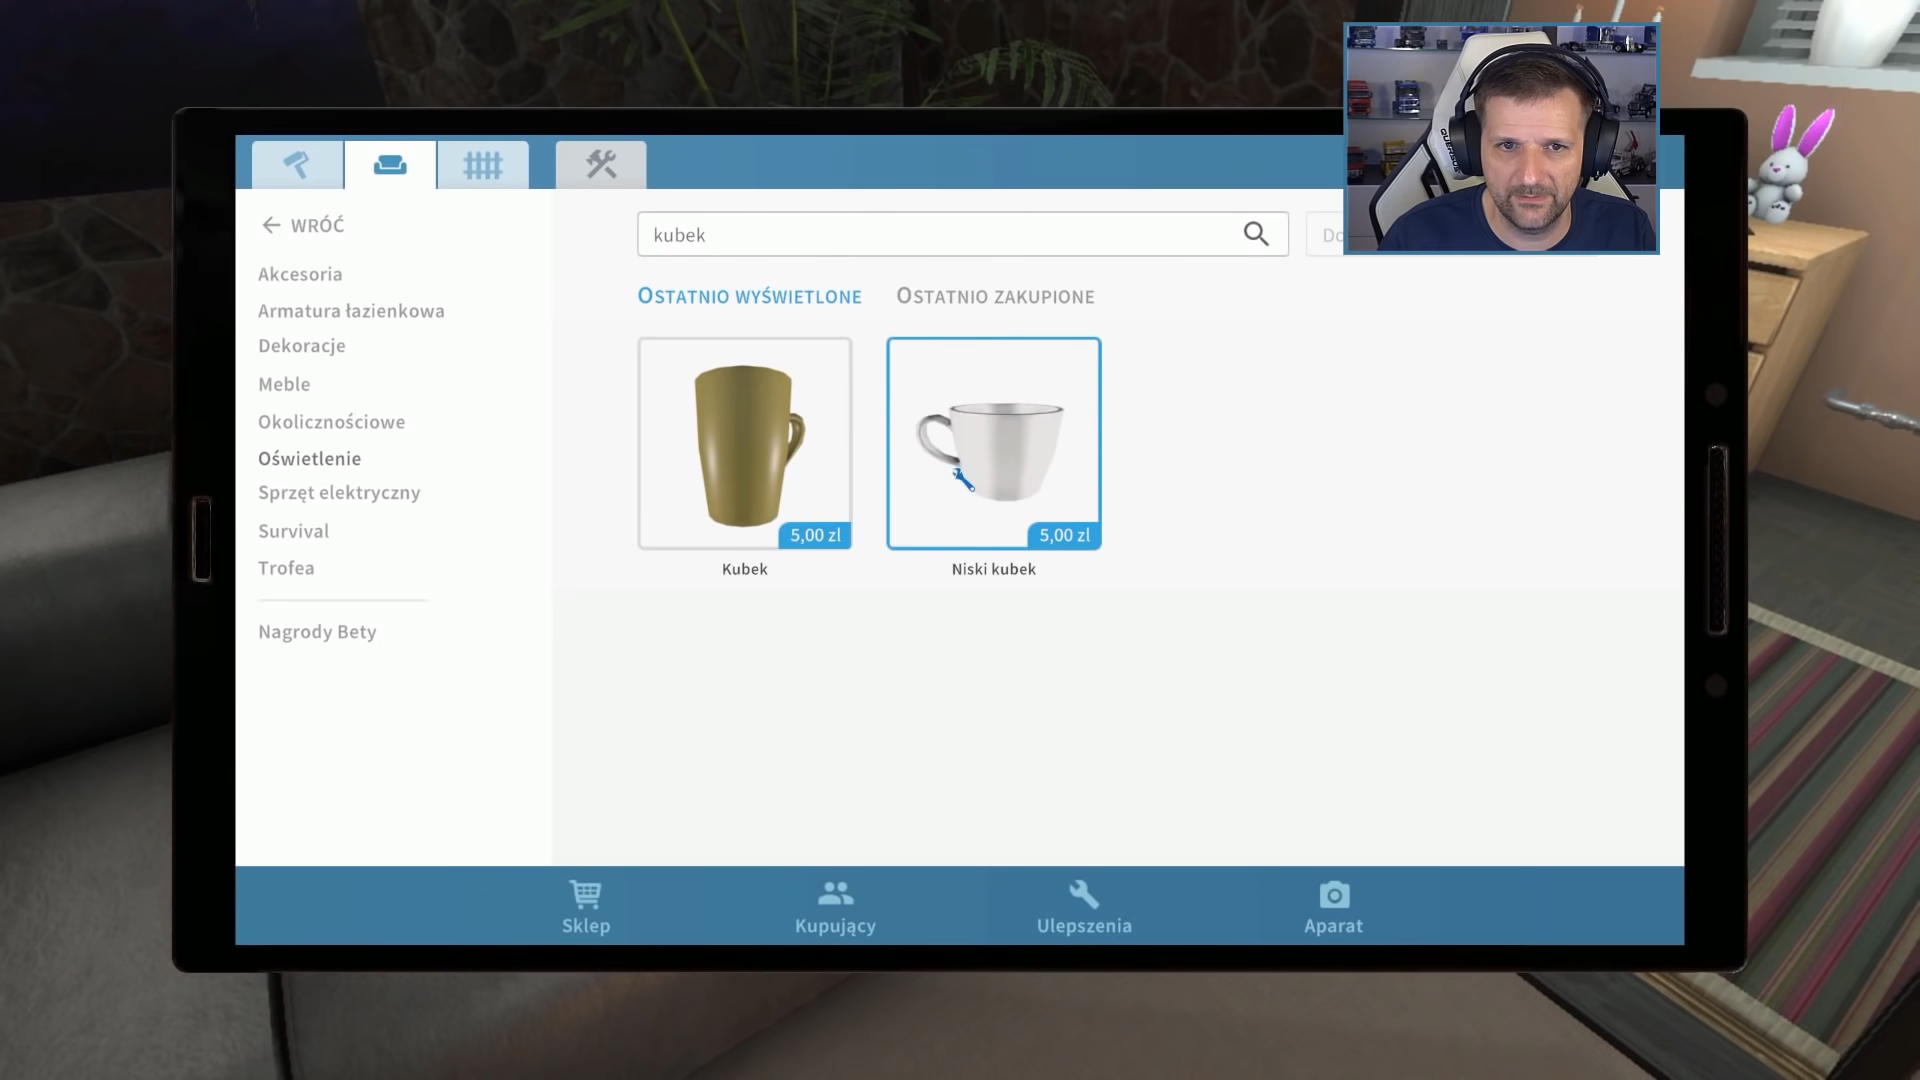 WRÓĆ
Akcesoria
Armatura łazienkowa
Dekoracje
Meble
Okolicznościowe
Oświetlenie
Sprzęt elektryczny
Survival
Trofea
Nagrody Bety
kubek
Do
OSTATNIO WYŚWIETLONE OSTATNIO ZAKUPIONE
5,00 zl
Kubek
5,00 zl
Niski kubek
Sklep
Kupujący
Ulepszenia
Aparat